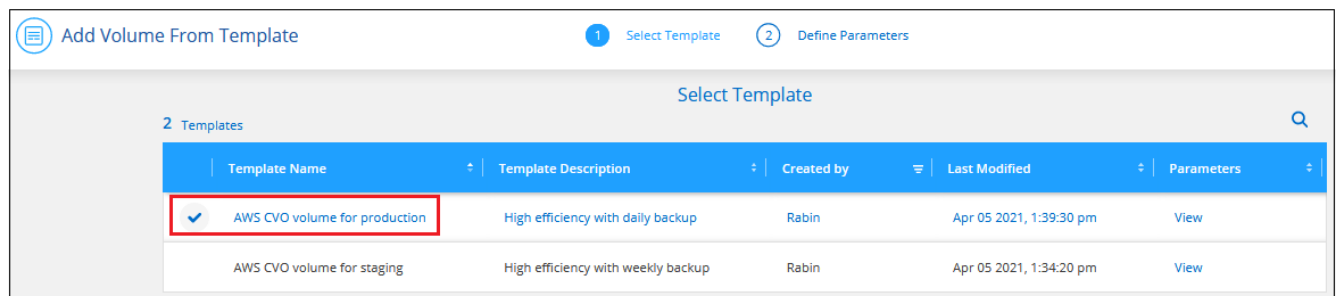 Add Volume From Template
1 Select Template 2 Define Parameters
Select Template
2 Templates
Template Name Template Description Created by Last Modified Parameters
AWS CVO volume for production High efficiency with daily backup Rabin Apr 05 2021, 1:39:30 pm View
AWS CVO volume for staging High efficiency with weekly backup Rabin Apr 05 2021, 1:34:20 pm View